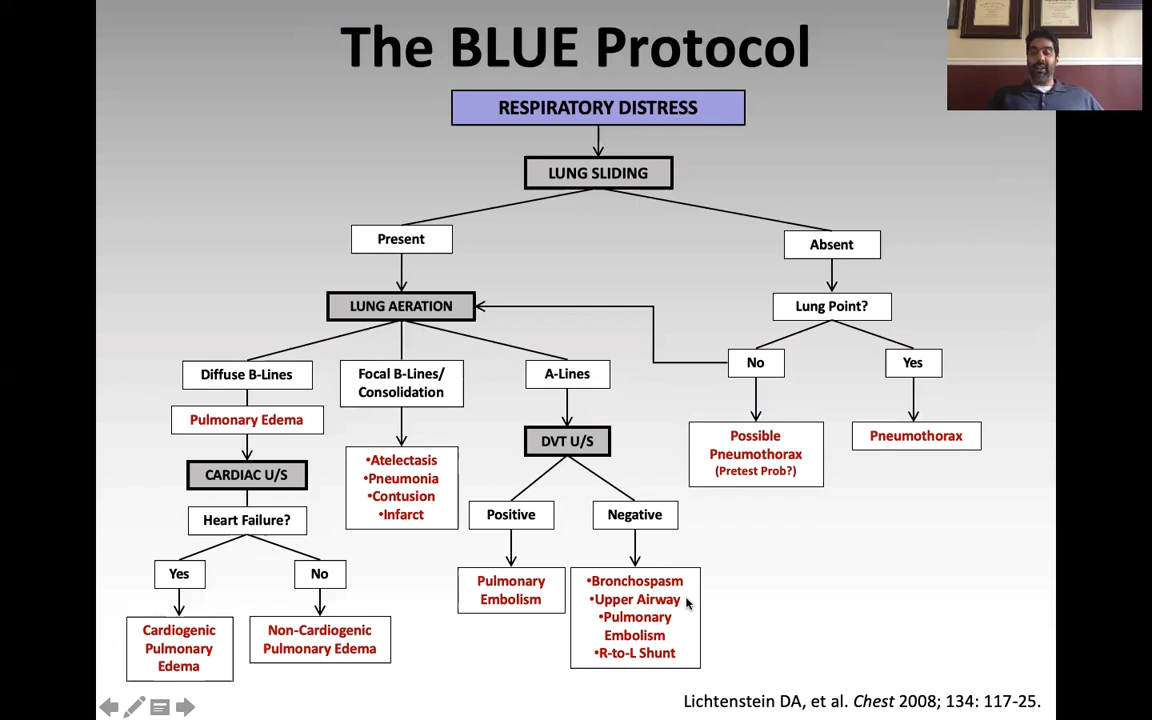 The BLUE Protocol
RESPIRATORY DISTRESS
LUNG SLIDING
Present
Absent
LUNG AERATION
Lung Point?
Diffuse B-Lines
Focal B-Lines/
Consolidation
A-Lines
No
Yes
Pulmonary Edema
DVT U/S
Possible
Pneumothorax
(Pretest Prob?)
Pneumothorax
CARDIAC U/S
•Atelectasis
•Pneumonia
•Contusion
•Infarct
Heart Failure?
Positive
Negative
Yes
No
Pulmonary
Embolism
•Bronchospasm
•Upper Airway
•Pulmonary
Embolism
•R-to-L Shunt
Cardiogenic
Pulmonary
Edema
Non-Cardiogenic
Pulmonary Edema
Lichtenstein DA, et al. Chest 2008; 134: 117-25.